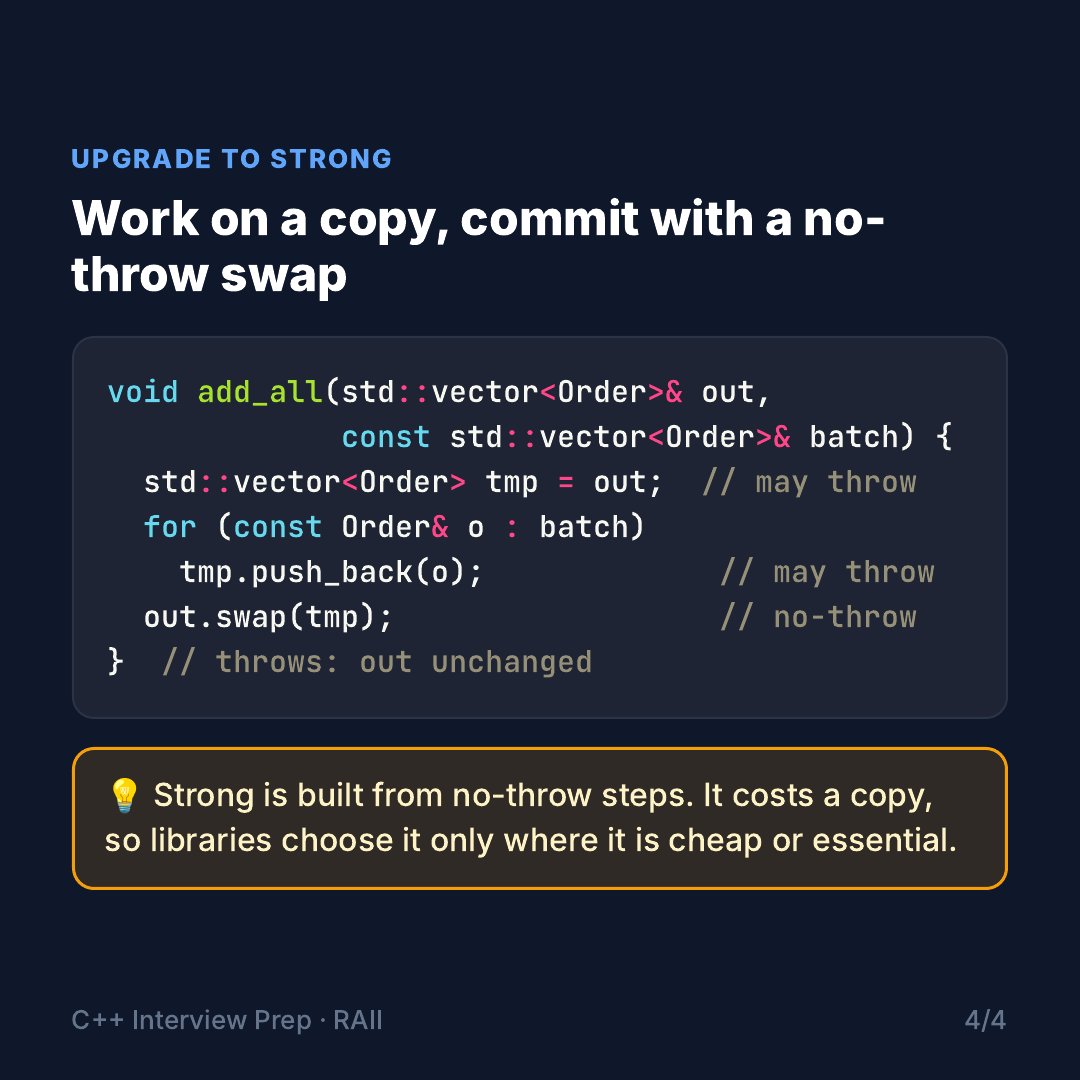 UPGRADE TO STRONG
Work on a copy, commit with a no-
throw swap
void add_all(std::vector<Order>& out,
             const std::vector<Order>& batch) {
  std::vector<Order> tmp = out;  // may throw
  for (const Order& o : batch)
    tmp.push_back(o);             // may throw
  out.swap(tmp);                  // no-throw
}  // throws: out unchanged
💡 Strong is built from no-throw steps. It costs a copy,
so libraries choose it only where it is cheap or essential.
C++ Interview Prep · RAII
4/4